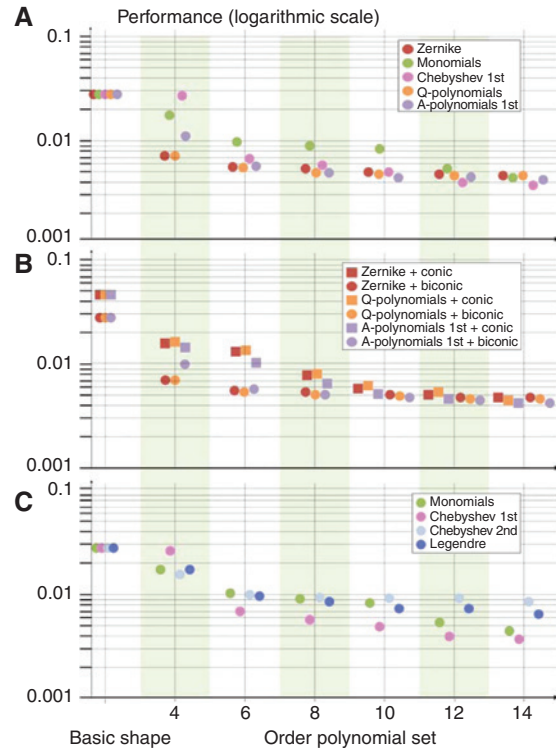 Performance (logarithmic scale)
A
0.1
0.01
0.001
Zernike
Monomials
Chebyshev 1st
Q-polynomials
A-polynomials 1st
B
0.1
0.01
0.001
Zernike + conic
Zernike + biconic
Q-polynomials + conic
Q-polynomials + biconic
A-polynomials 1st + conic
A-polynomials 1st + biconic
C
0.1
0.01
0.001
Monomials
Chebyshev 1st
Chebyshev 2nd
Legendre
4 6 8 10 12 14
Basic shape Order polynomial set